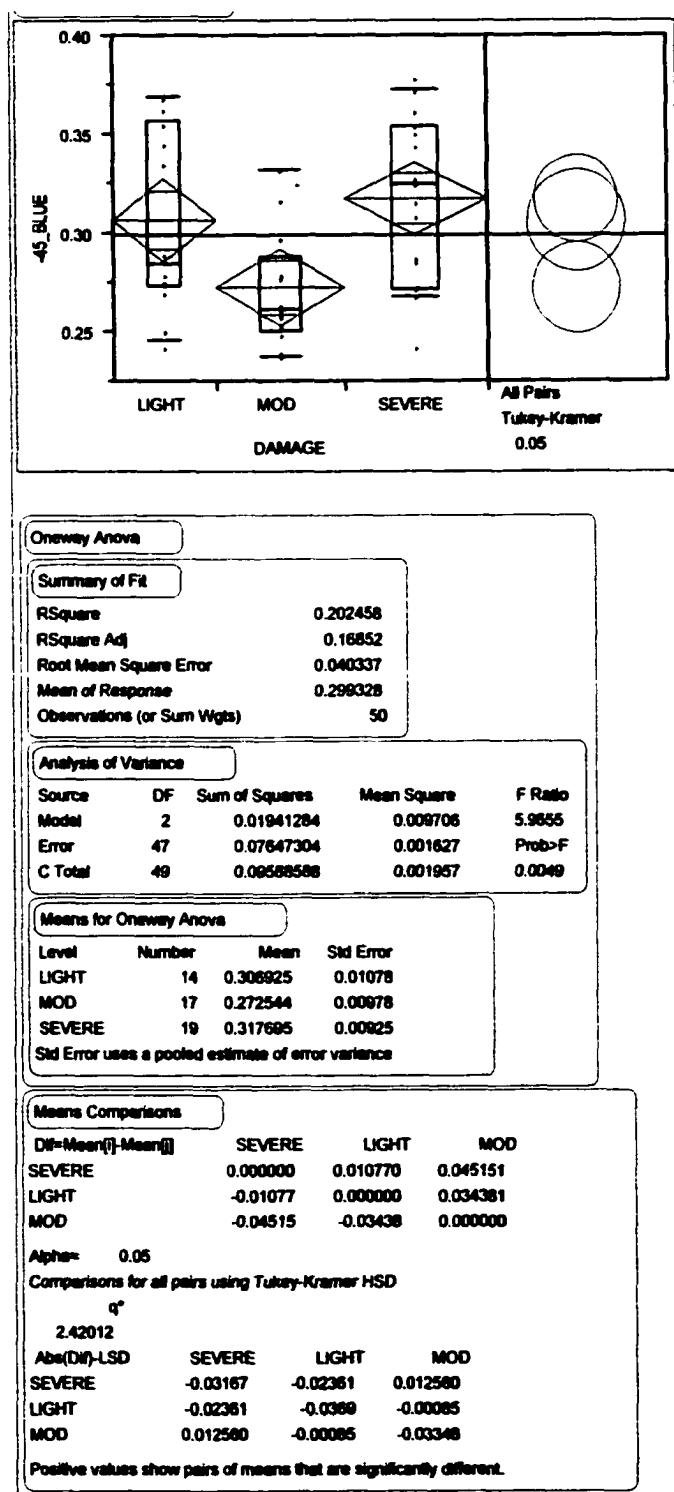 0.40
0.35
0.30
0.25
-45_BLUE
LIGHT MOD SEVERE
DAMAGE
All Pairs
Tukey-Kramer
0.05
Oneway Anova
Summary of Fit
RSquare 0.202458
RSquare Adj 0.16852
Root Mean Square Error 0.040337
Mean of Response 0.299328
Observations (or Sum Wgts) 50
Analysis of Variance
Source DF Sum of Squares Mean Square F Ratio
Model 2 0.01941284 0.009706 5.9655
Error 47 0.07647304 0.001627 Prob>F
C Total 49 0.09588588 0.001957 0.0049
Means for Oneway Anova
Level Number Mean Std Error
LIGHT 14 0.306925 0.01078
MOD 17 0.272544 0.00978
SEVERE 19 0.317695 0.00925
Std Error uses a pooled estimate of error variance
Means Comparisons
Dif=Mean[i]-Mean[j] SEVERE LIGHT MOD
SEVERE 0.000000 0.010770 0.045151
LIGHT -0.01077 0.000000 0.034381
MOD -0.04515 -0.03438 0.000000
Alpha= 0.05
Comparisons for all pairs using Tukey-Kramer HSD
q*
2.42012
Abs(Dif)-LSD SEVERE LIGHT MOD
SEVERE -0.03167 -0.02361 0.012560
LIGHT -0.02361 -0.0369 -0.00085
MOD 0.012560 -0.00085 -0.03348
Positive values show pairs of means that are significantly different.